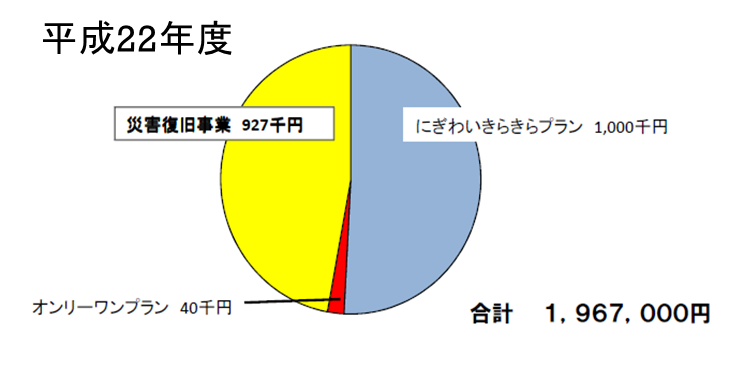 平成22年度
災害復旧事業 927千円
にぎわいきらきらプラン 1,000千円
オンリーワンプラン 40千円
合計 1，967，000円